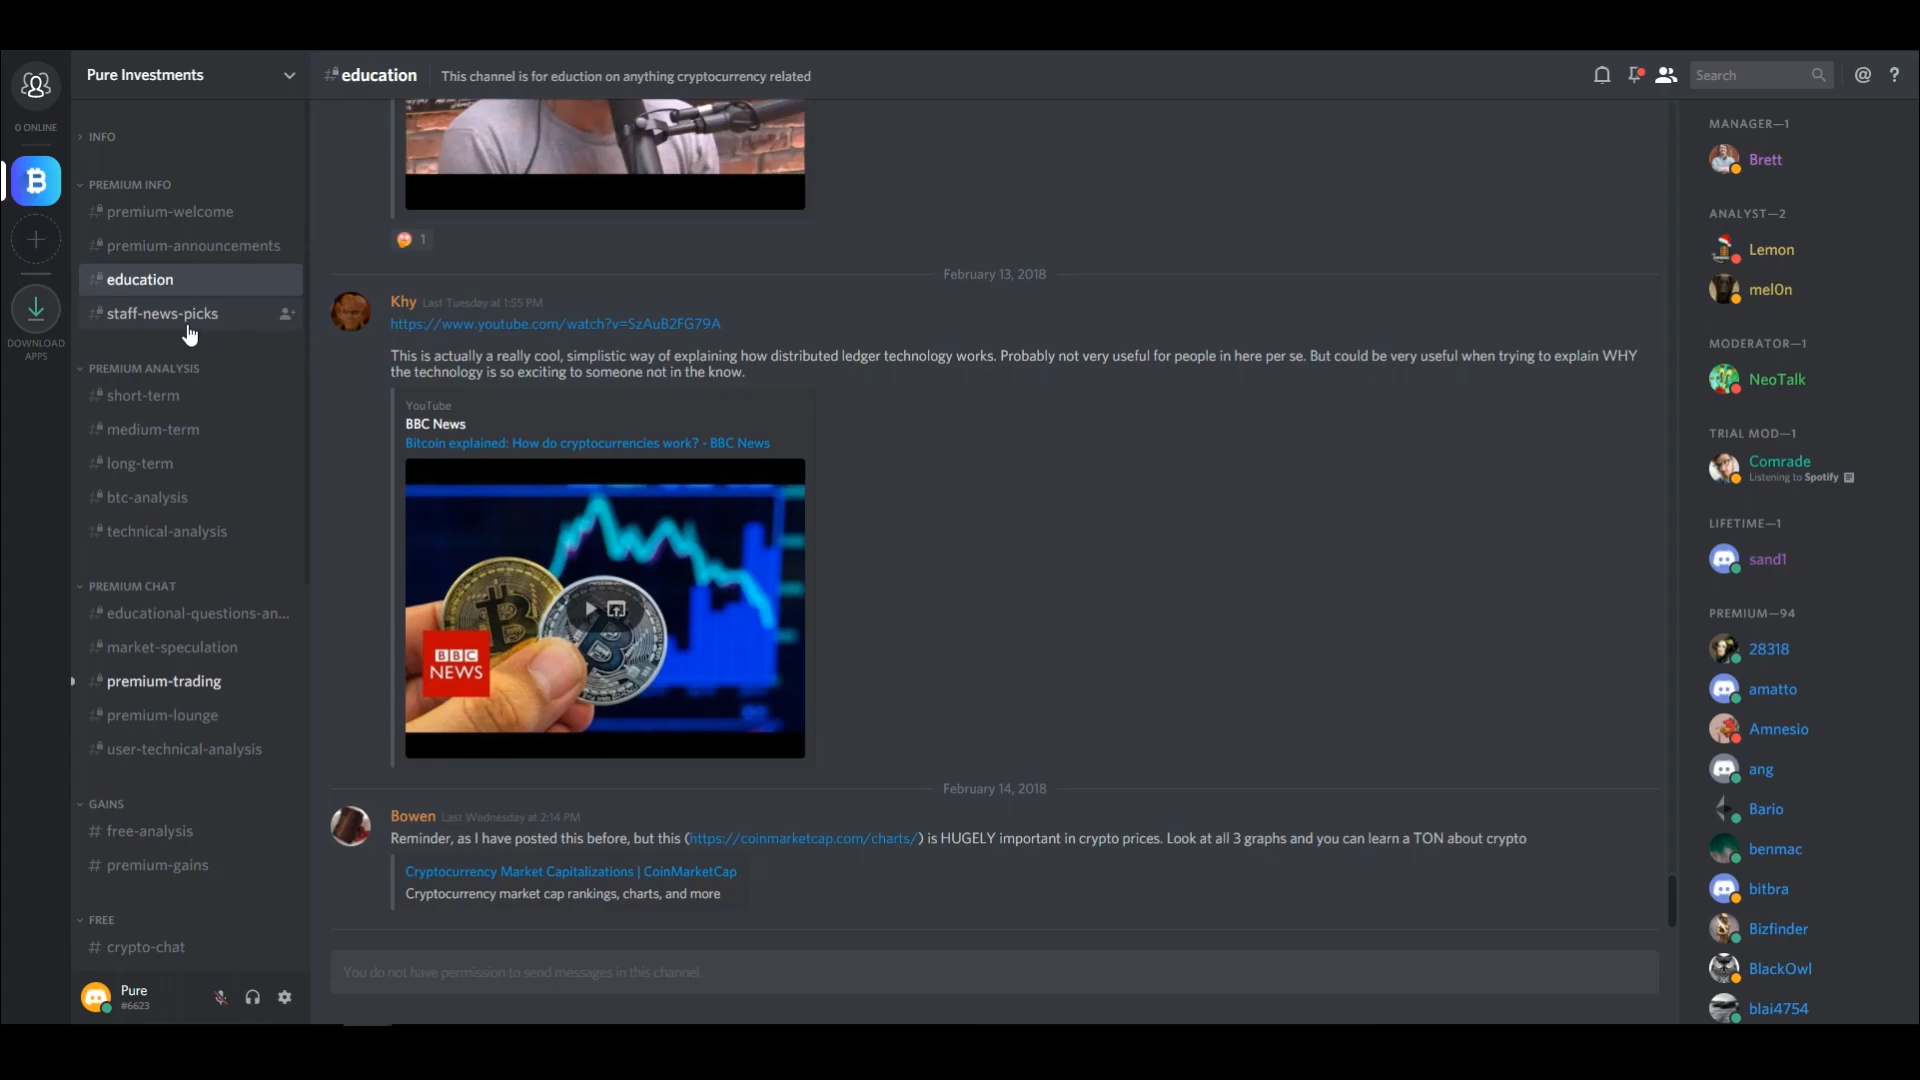 Pure Investments
education
This channel is for eduction on anything cryptocurrency related
Search
0 ONLINE
DOWNLOAD
APPS
INFO
PREMIUM INFO
premium-welcome
premium-announcements
education
staff-news-picks
PREMIUM ANALYSIS
short-term
medium-term
long-term
btc-analysis
technical-analysis
PREMIUM CHAT
educational-questions-an...
market-speculation
premium-trading
premium-lounge
user-technical-analysis
GAINS
# free-analysis
# premium-gains
FREE
# crypto-chat
Pure
#6623
1
February 13, 2018
Khy Last Tuesday at 1:55 PM
https://www.youtube.com/watch?v=SzAuB2FG79A
This is actually a really cool, simplistic way of explaining how distributed ledger technology works. Probably not very useful for people in here per se. But could be very useful when trying to explain WHY
the technology is so exciting to someone not in the know.
YouTube
BBC News
Bitcoin explained: How do cryptocurrencies work? - BBC News
BBC
NEWS
February 14, 2018
Bowen Last Wednesday at 2:14 PM
Reminder, as I have posted this before, but this (https://coinmarketcap.com/charts/) is HUGELY important in crypto prices. Look at all 3 graphs and you can learn a TON about crypto
Cryptocurrency Market Capitalizations | CoinMarketCap
Cryptocurrency market cap rankings, charts, and more
You do not have permission to send messages in this channel.
MANAGER—1
Brett
ANALYST—2
Lemon
mel0n
MODERATOR—1
NeoTalk
TRIAL MOD—1
Comrade
Listening to Spotify
LIFETIME—1
sand1
PREMIUM—94
28318
amatto
Amnesio
ang
Bario
benmac
bitbra
Bizfinder
BlackOwl
blai4754